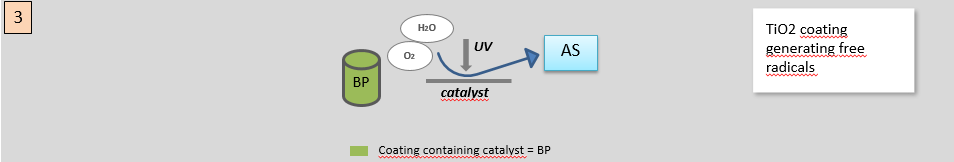 3
H2O
O2
UV
BP
AS
catalyst
TiO2 coating
generating free
radicals
Coating containing catalyst = BP